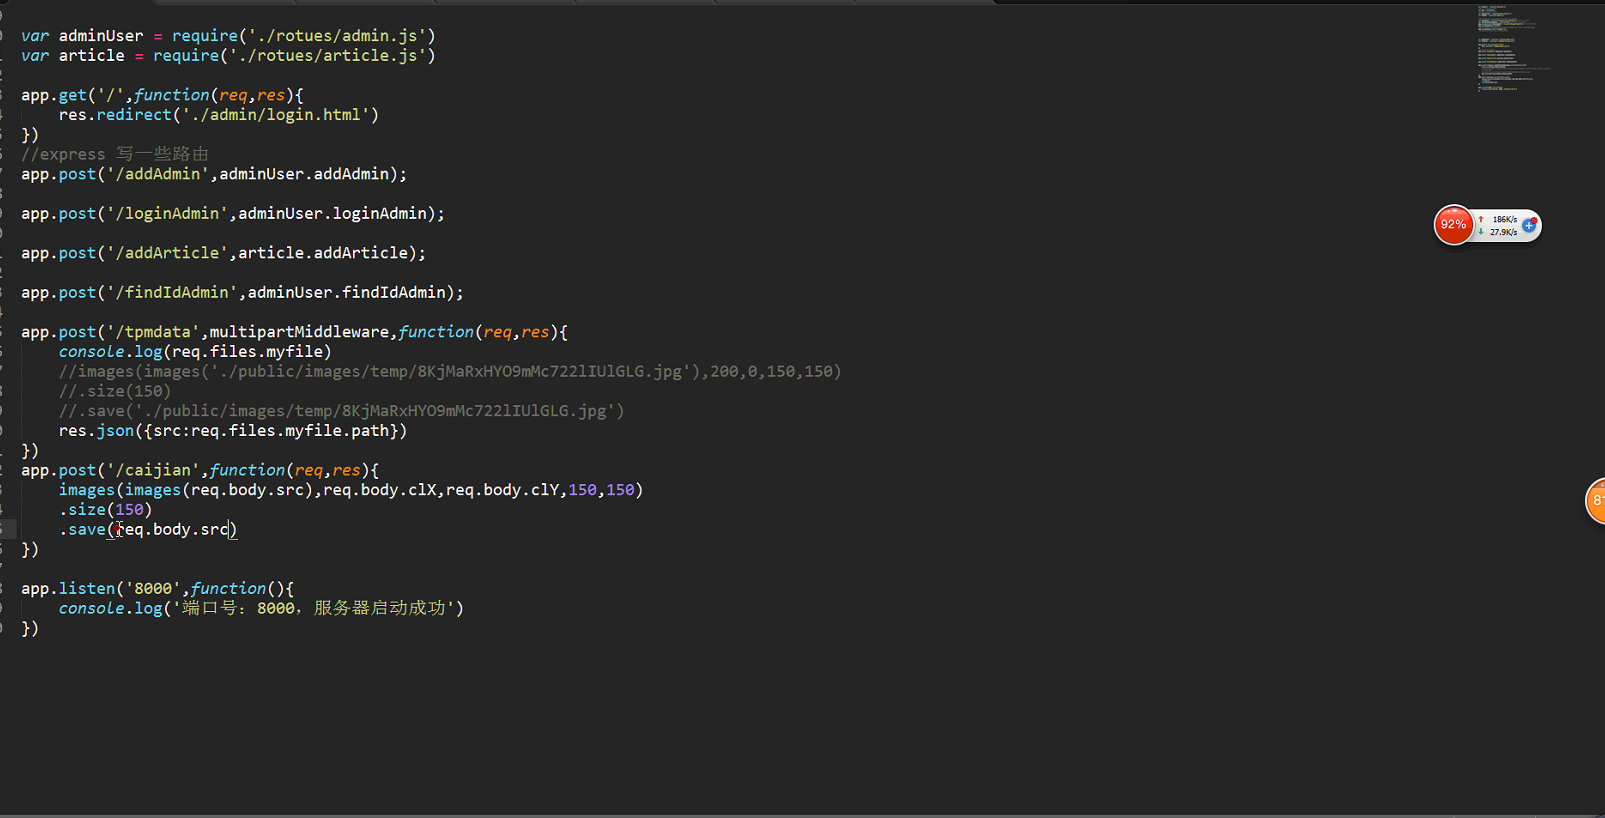 var adminUser = require('./rotues/admin.js')
var article = require('./rotues/article.js')
app.get('/',function(req,res){
res.redirect('./admin/login.html')
})
//express 写一些路由
app.post('/addAdmin',adminUser.addAdmin);
app.post('/loginAdmin',adminUser.loginAdmin);
app.post('/addArticle',article.addArticle);
app.post('/findIdAdmin',adminUser.findIdAdmin);
app.post('/tpmdata',multipartMiddleware,function(req,res){
console.log(req.files.myfile)
//images(images('./public/images/temp/8KjMaRxHYO9mMc722lIUlGLG.jpg'),200,0,150,150)
//.size(150)
//.save('./public/images/temp/8KjMaRxHYO9mMc722lIUlGLG.jpg')
res.json({src:req.files.myfile.path})
})
app.post('/caijian',function(req,res){
images(images(req.body.src),req.body.clX,req.body.clY,150,150)
.size(150)
.save(req.body.src)
})
app.listen('8000',function(){
console.log('端口号：8000，服务器启动成功')
})
92%
186K/s
27.9K/s